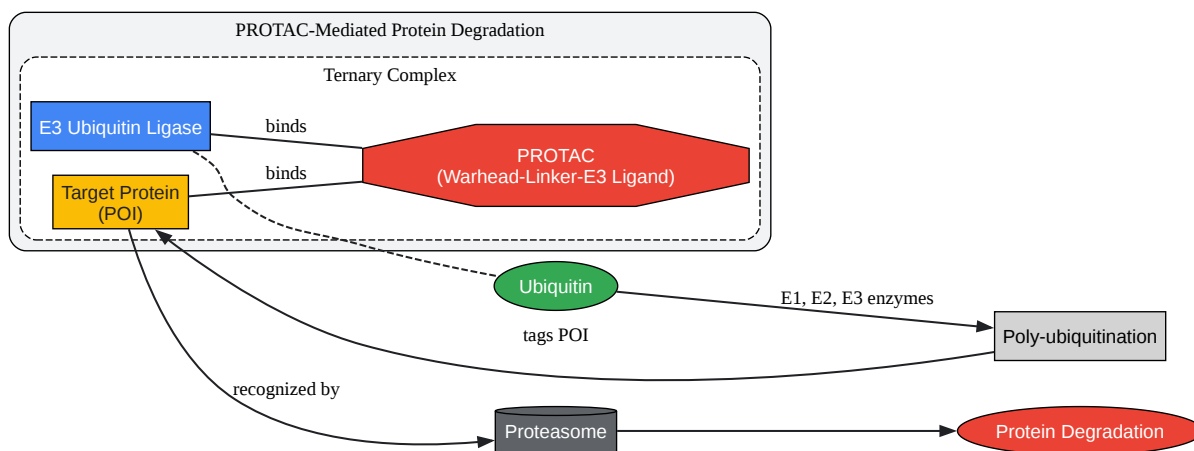 PROTAC-Mediated Protein Degradation
Ternary Complex
E3 Ubiquitin Ligase
binds
PROTAC
(Warhead-Linker-E3 Ligand)
binds
Target Protein
(POI)
Ubiquitin
E1, E2, E3 enzymes
tags POI
Poly-ubiquitination
recognized by
Proteasome
Protein Degradation